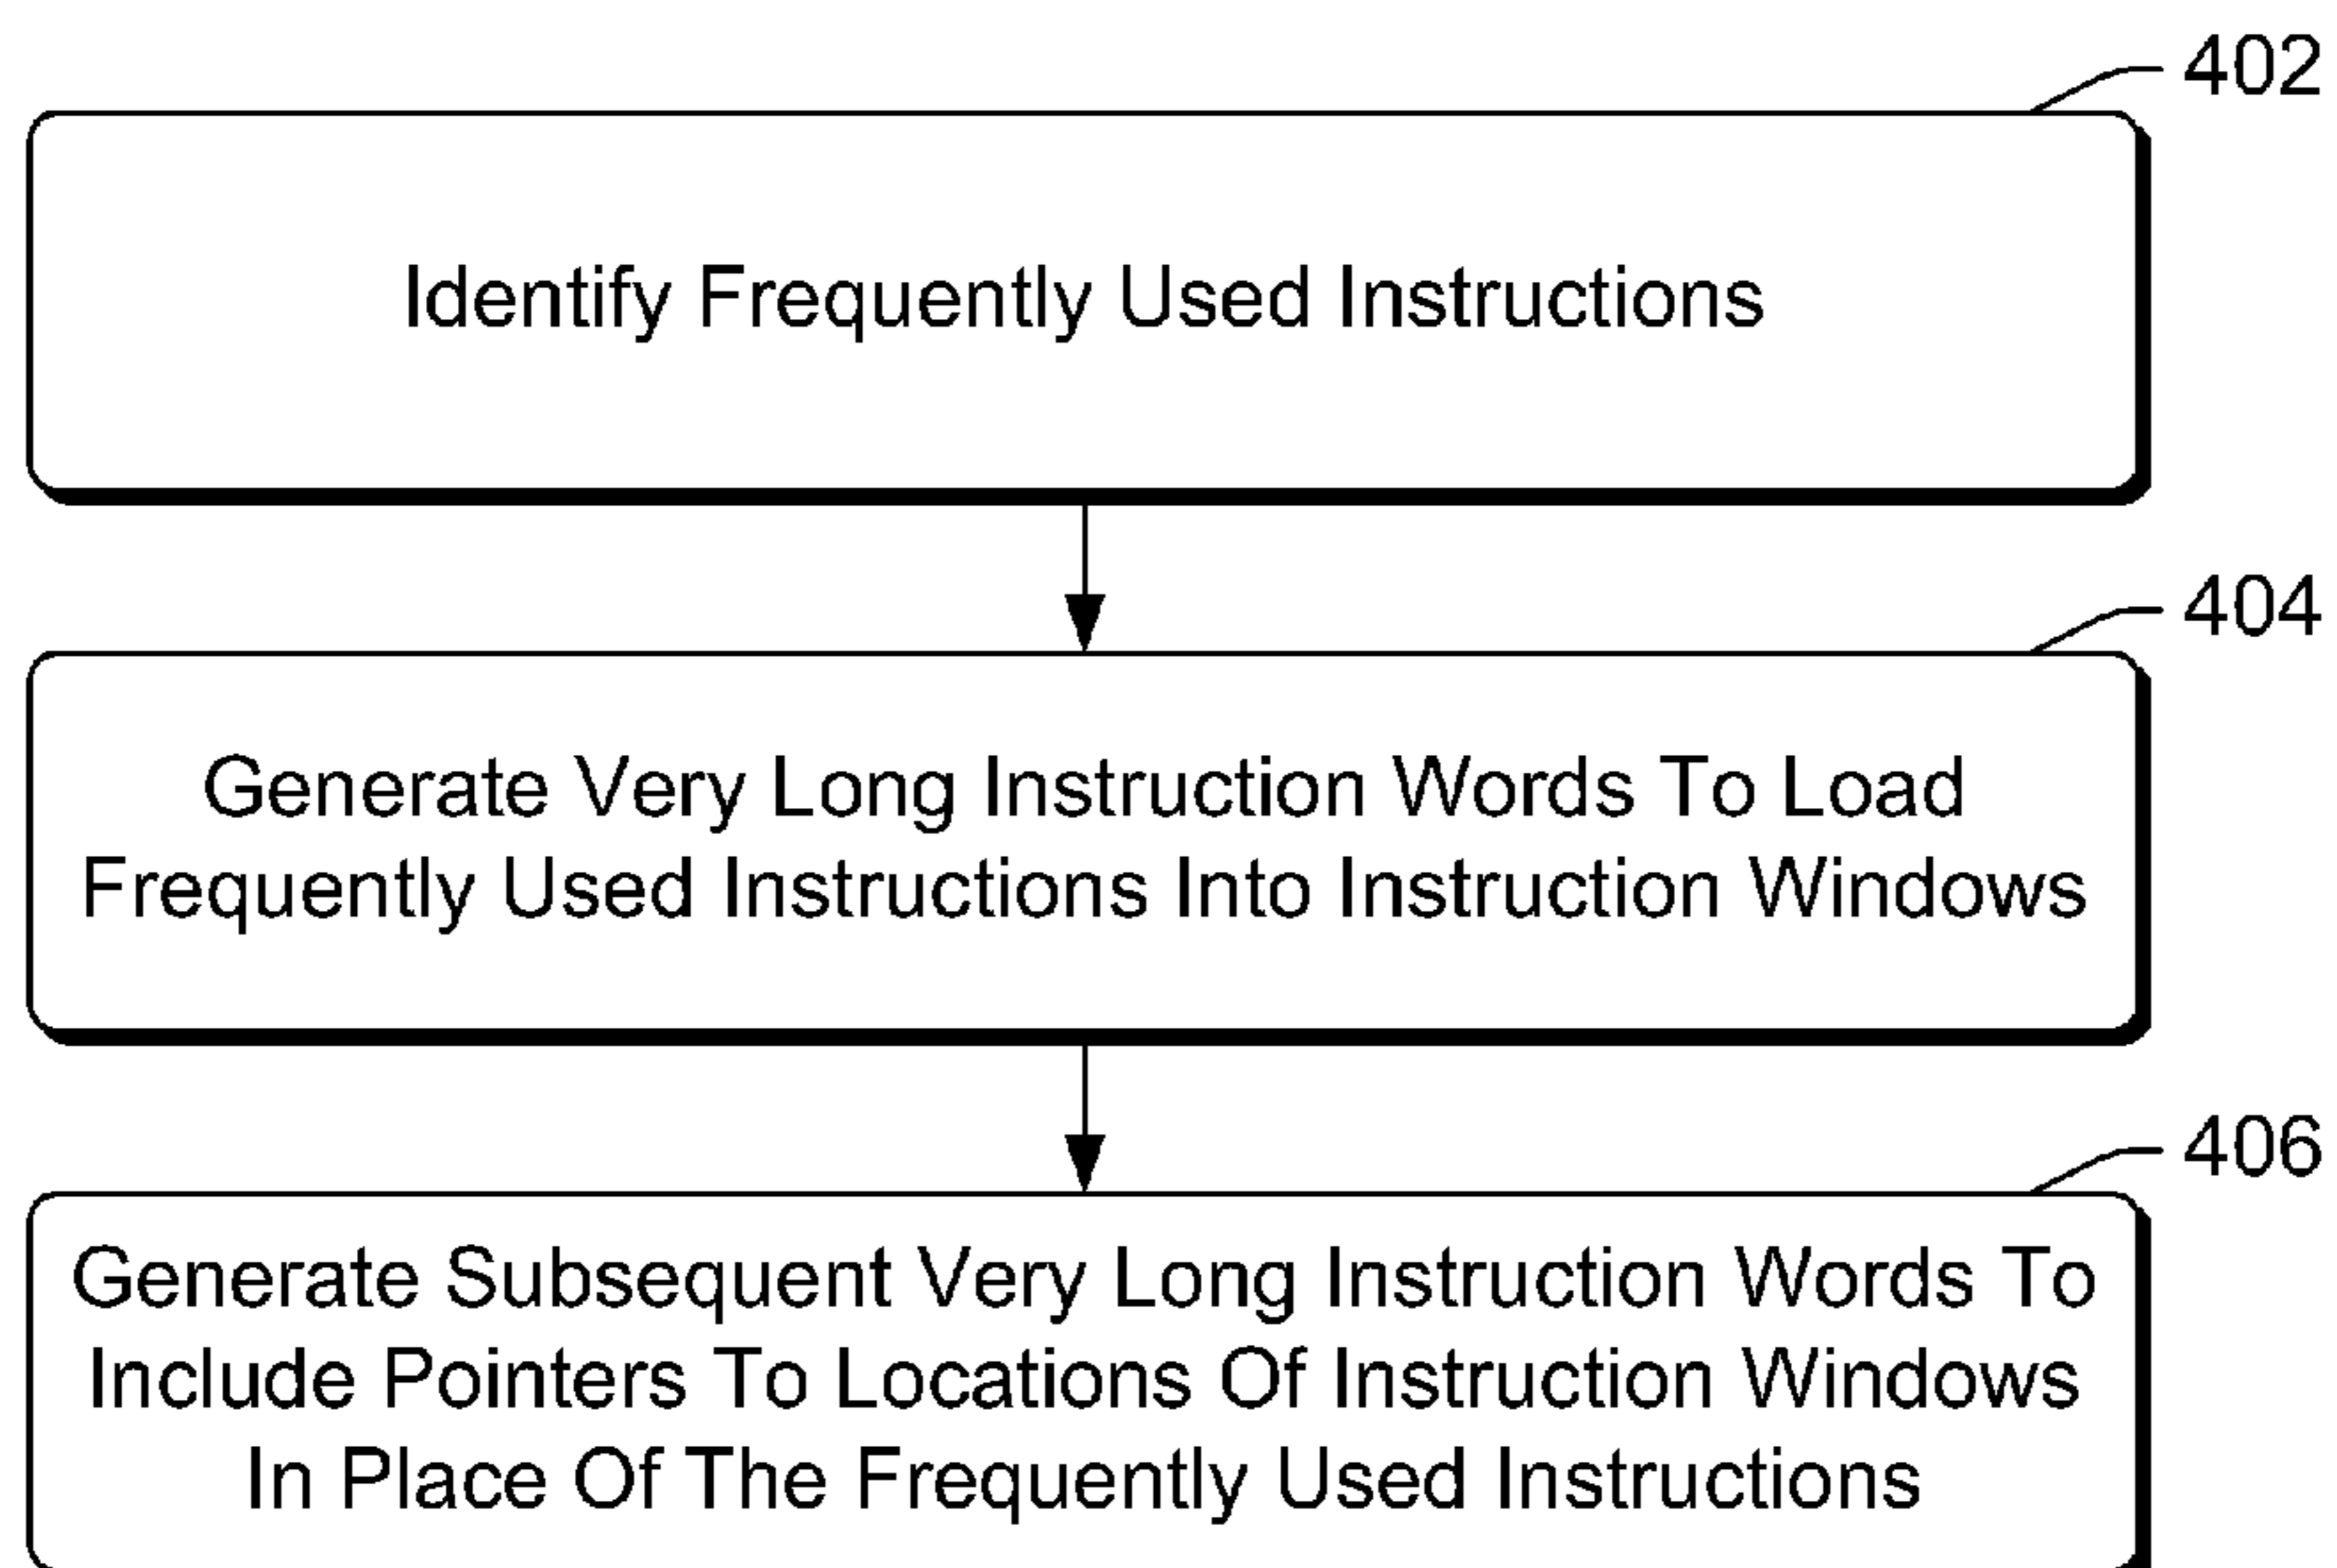 402
Identify Frequently Used Instructions
404
Generate Very Long Instruction Words To Load
Frequently Used Instructions Into Instruction Windows
406
Generate Subsequent Very Long Instruction Words To
Include Pointers To Locations Of Instruction Windows
In Place Of The Frequently Used Instructions